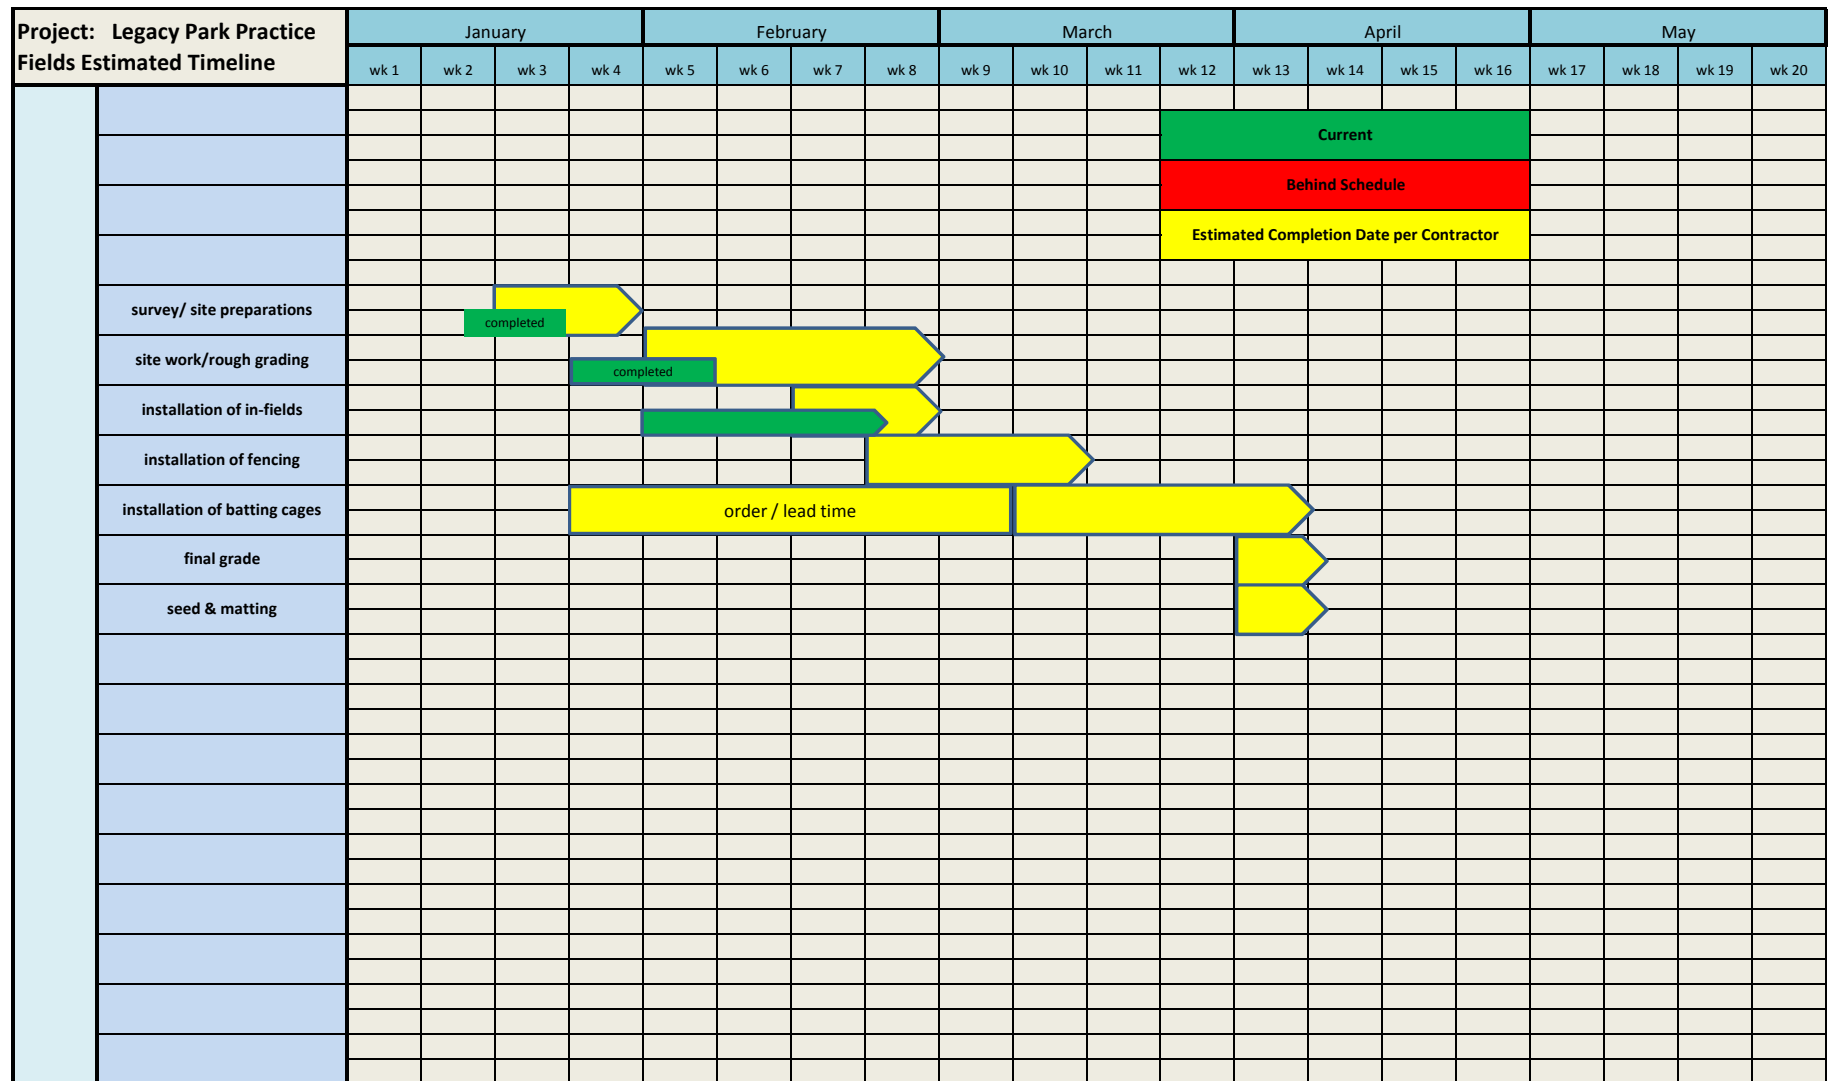 Project:   Legacy Park Practice
Fields Estimated Timeline
January
February
March
April
May
wk 1
wk 2
wk 3
wk 4
wk 5
wk 6
wk 7
wk 8
wk 9
wk 10
wk 11
wk 12
wk 13
wk 14
wk 15
wk 16
wk 17
wk 18
wk 19
wk 20
Current
Behind Schedule
Estimated Completion Date per Contractor
survey/ site preparations
completed
site work/rough grading
completed
installation of in-fields
installation of fencing
installation of batting cages
order / lead time
final grade
seed & matting